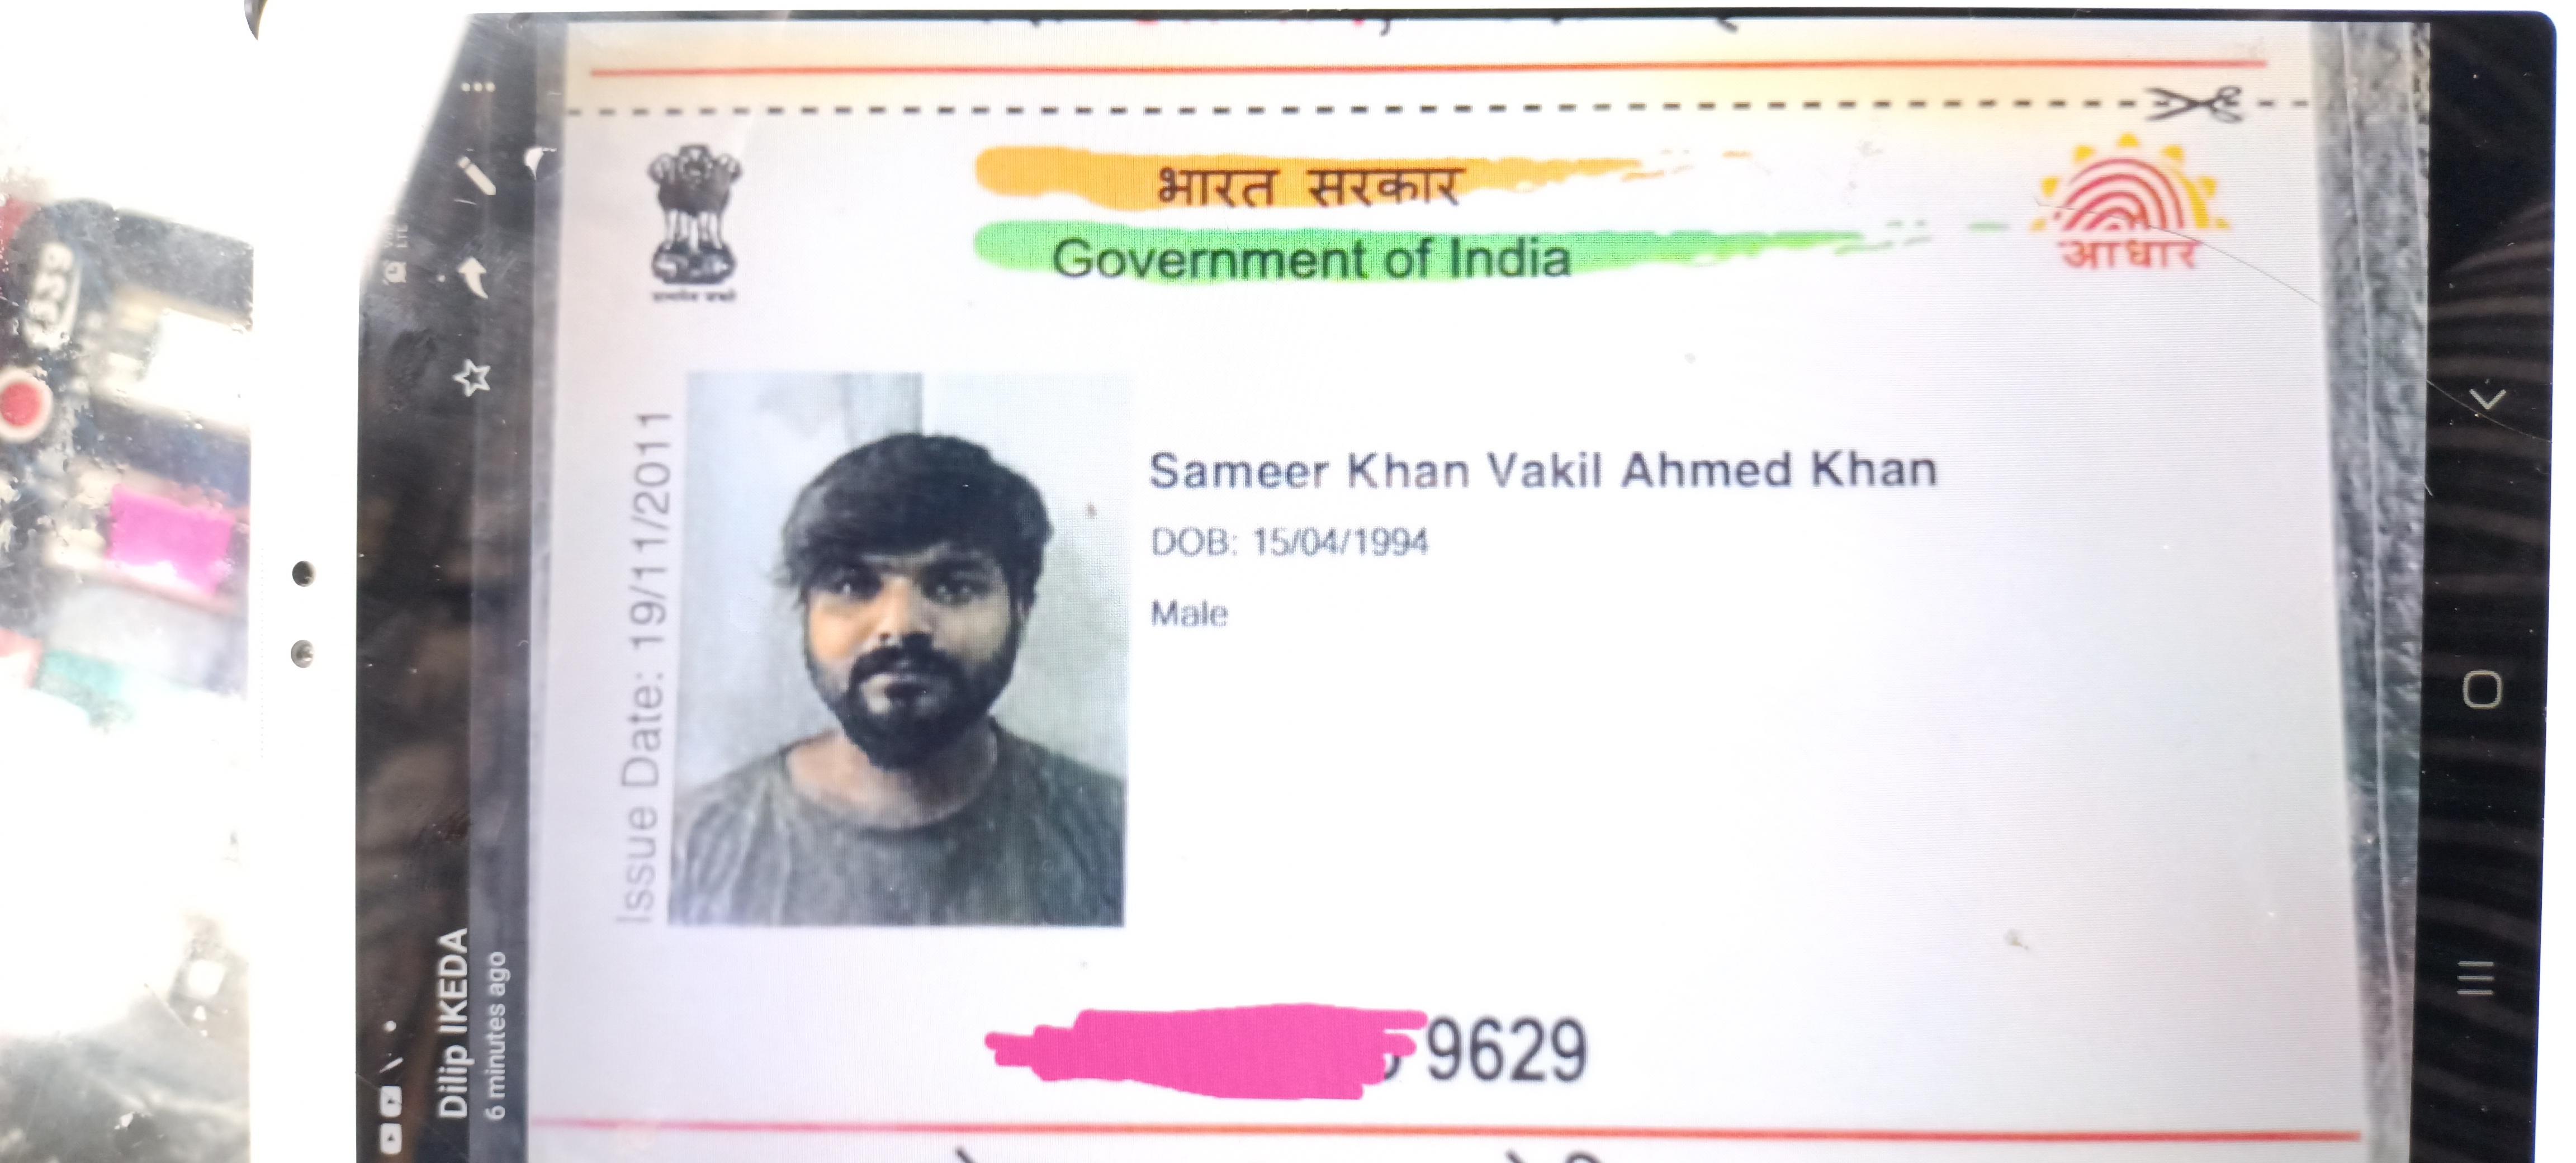 भारत सरकार
Government of India
आधार
Issue Date: 19/11/2011
Sameer Khan Vakil Ahmed Khan
DOB: 15/04/1994
Male
9629
Dilip IKEDA
6 minutes ago